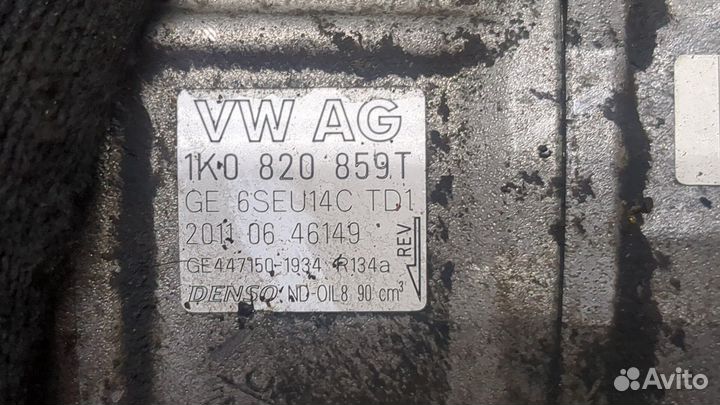 VW AG
1K0 820 859 T
GE 6SEU14C TD1
2011 06 46149
GE447150-1934 R134a
REV
DENSO ND-OIL8 90 cm³
Avito